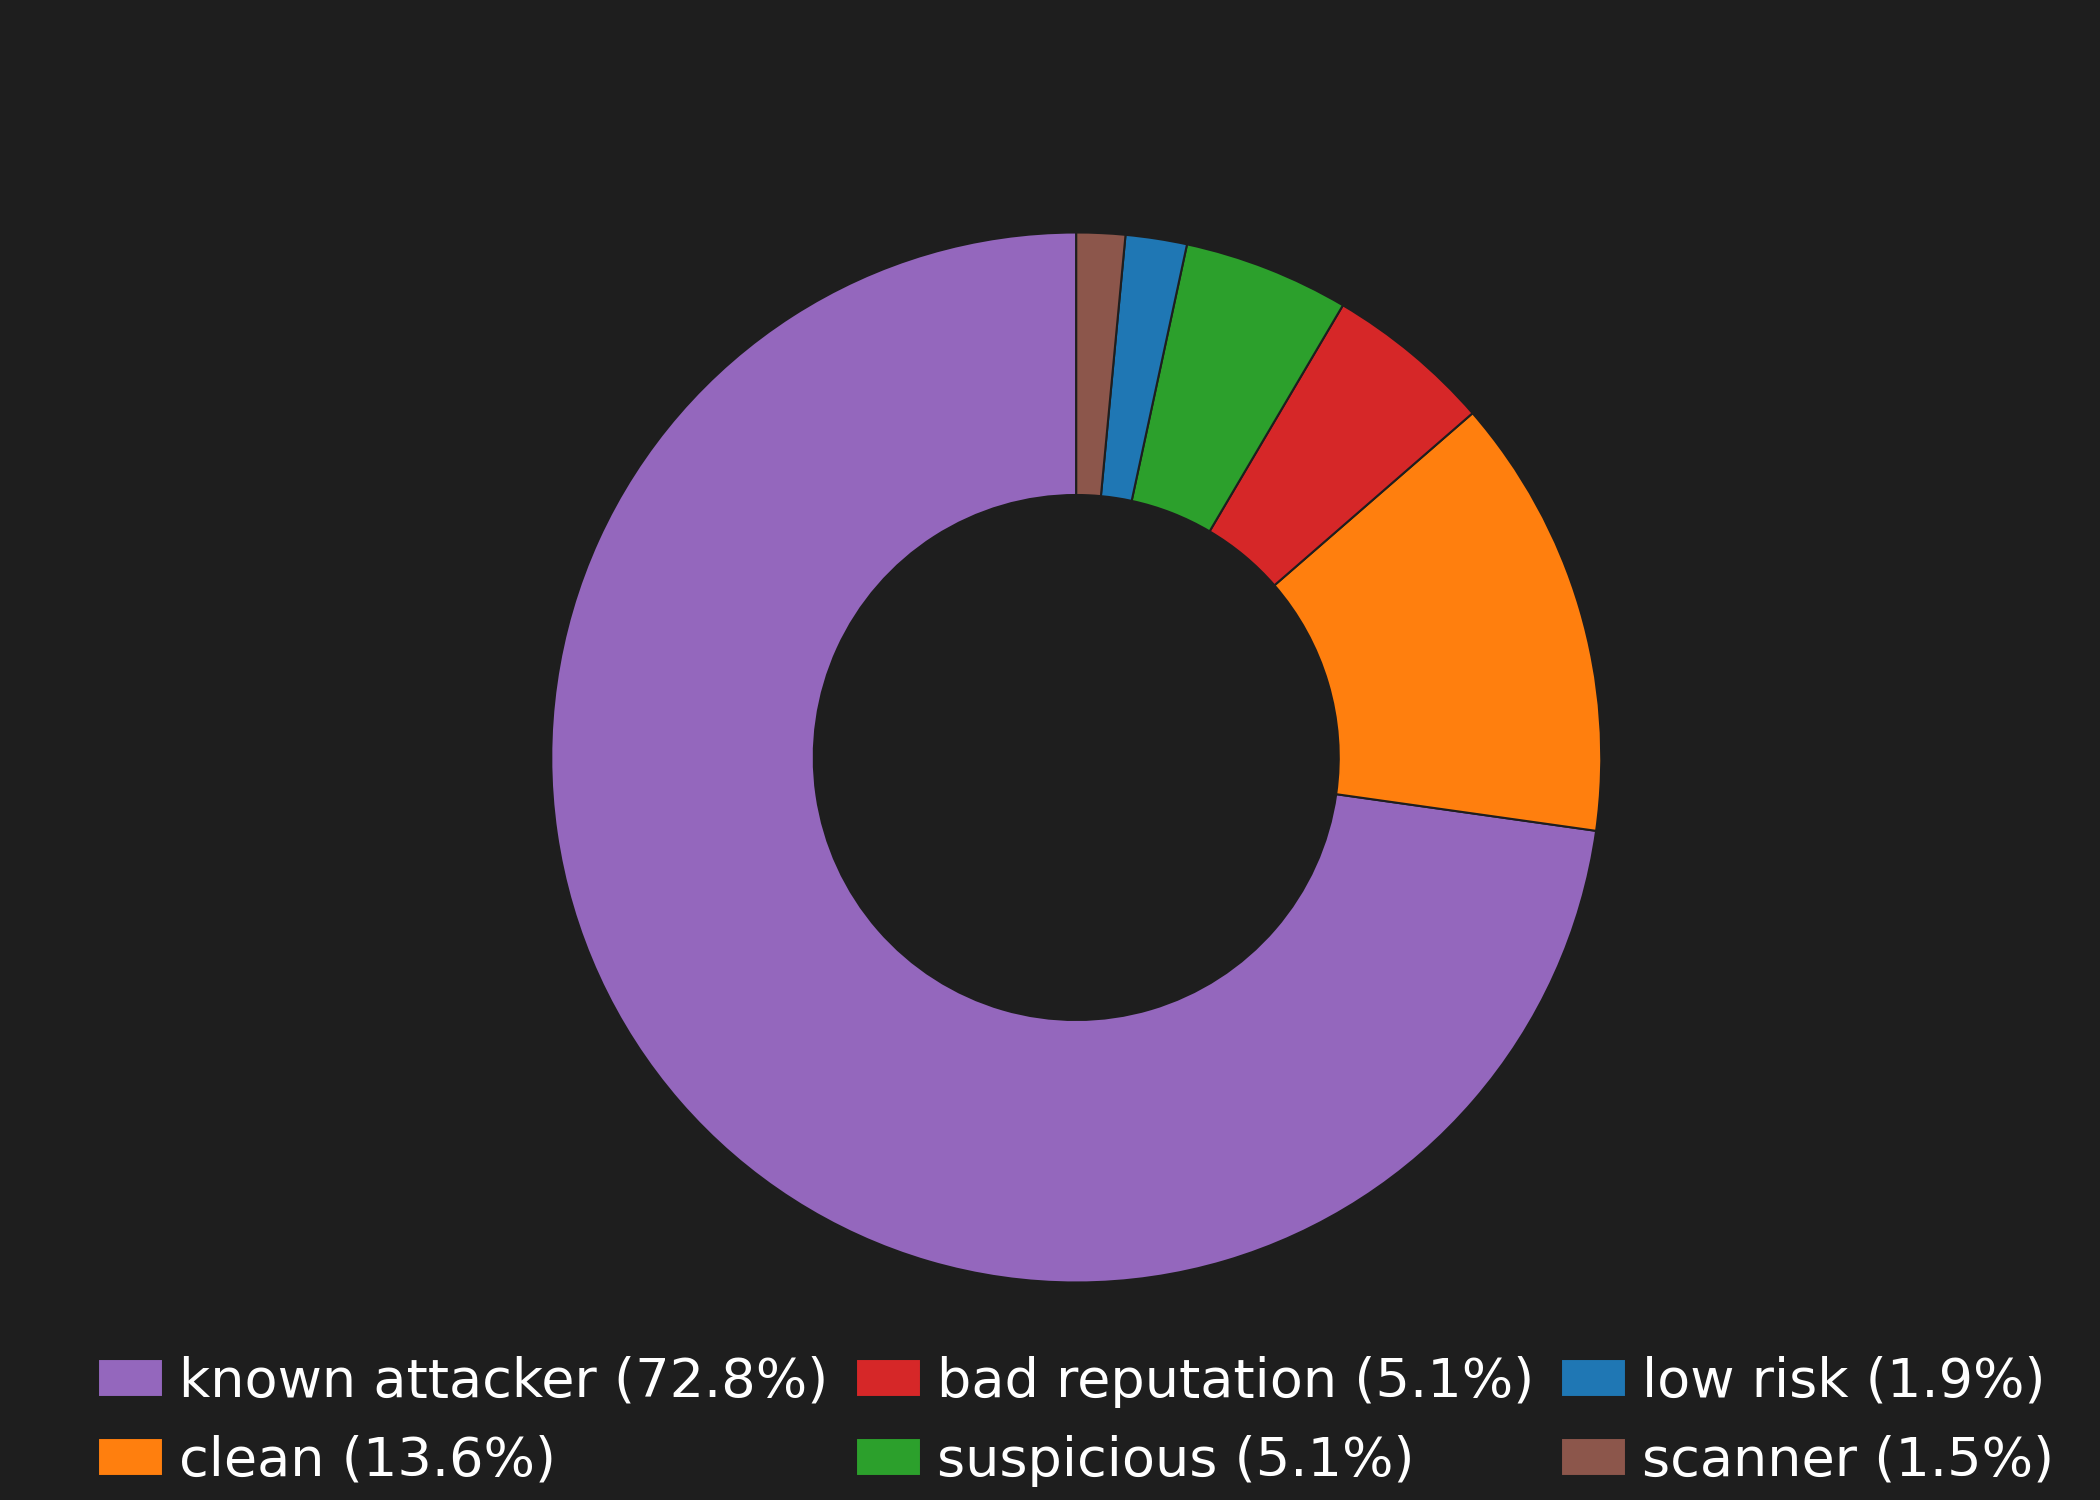 known attacker (72.8%)
clean (13.6%)
bad reputation (5.1%)
suspicious (5.1%)
low risk (1.9%)
scanner (1.5%)